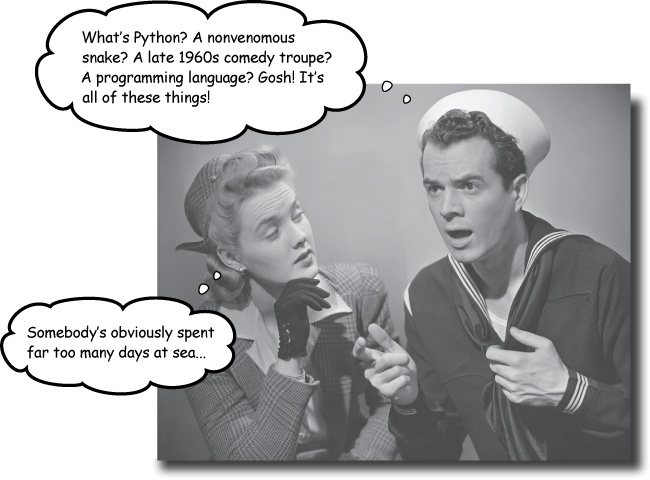 What's Python? A nonvenomous
snake? A late 1960s comedy troupe?
A programming language? Gosh! It's
all of these things!
Somebody's obviously spent
far too many days at sea...